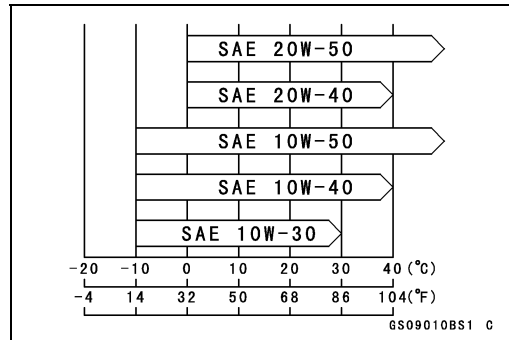 SAE 20W-50
SAE 20W-40
SAE 10W-50
SAE 10W-40
SAE 10W-30
-20 -10 0 10 20 30 40 (°C)
-4 14 32 50 68 86 104(°F)
GS09010BS1 C